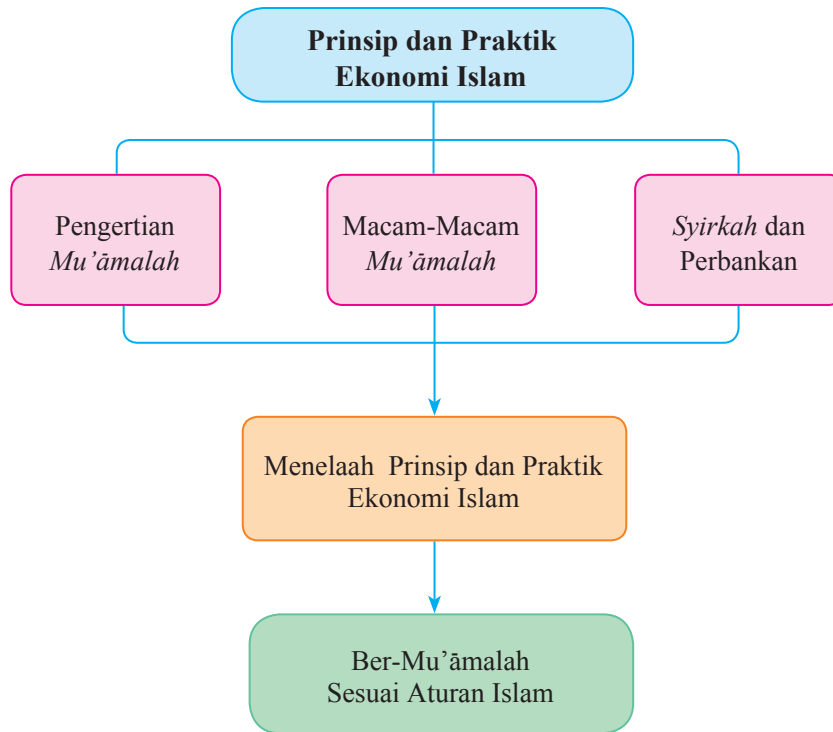 Prinsip dan Praktik
Ekonomi Islam
Pengertian
Mu’āmalah
Macam-Macam
Mu’āmalah
Syirkah dan
Perbankan
Menelaah Prinsip dan Praktik
Ekonomi Islam
Ber-Mu’āmalah
Sesuai Aturan Islam